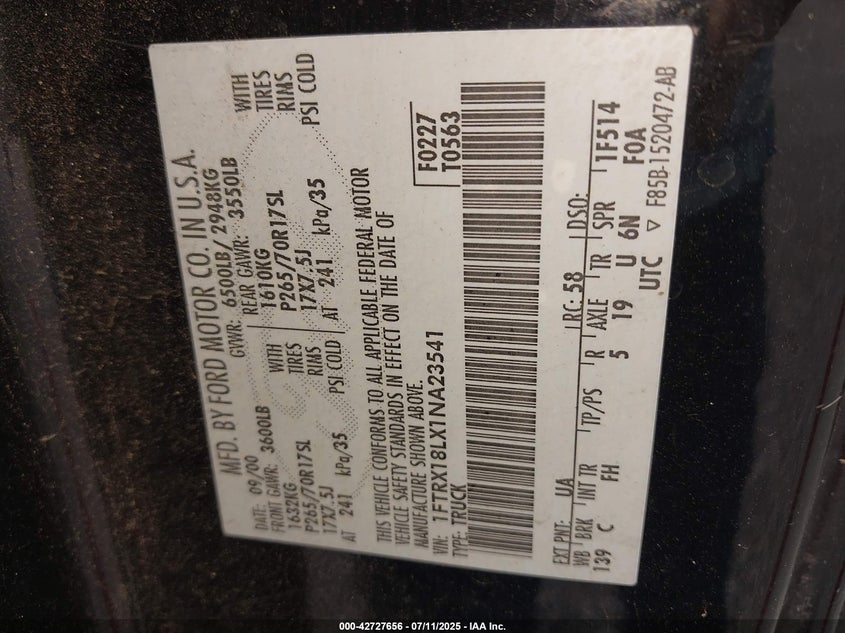 MFD. BY FORD MOTOR CO. IN U.S.A.
DATE: 09/00 GVWR: 6500LB/ 2948KG
FRONT GAWR: 3600LB REAR GAWR: 3550LB
1632KG WITH 1610KG WITH
P265/70R17SL TIRES P265/70R17SL TIRES
17X7.5J RIMS 17X7.5J RIMS
AT 241 kPa/35 PSI COLD AT 241 kPa/35 PSI COLD
THIS VEHICLE CONFORMS TO ALL APPLICABLE FEDERAL MOTOR
VEHICLE SAFETY STANDARDS IN EFFECT ON THE DATE OF
MANUFACTURE SHOWN ABOVE.
VIN: 1FTRX18LX1NA23541
TYPE: TRUCK
F0227
T0563
EXT PNT: UA RC: 58 DSO:
WB BRK INT TR TP/PS R AXLE TR SPR 1F514
139 C FH 5 19 U 6N F0A
UTC ▽ F85B-1520472-AB
000-42727656 - 07/11/2025 - IAA Inc.